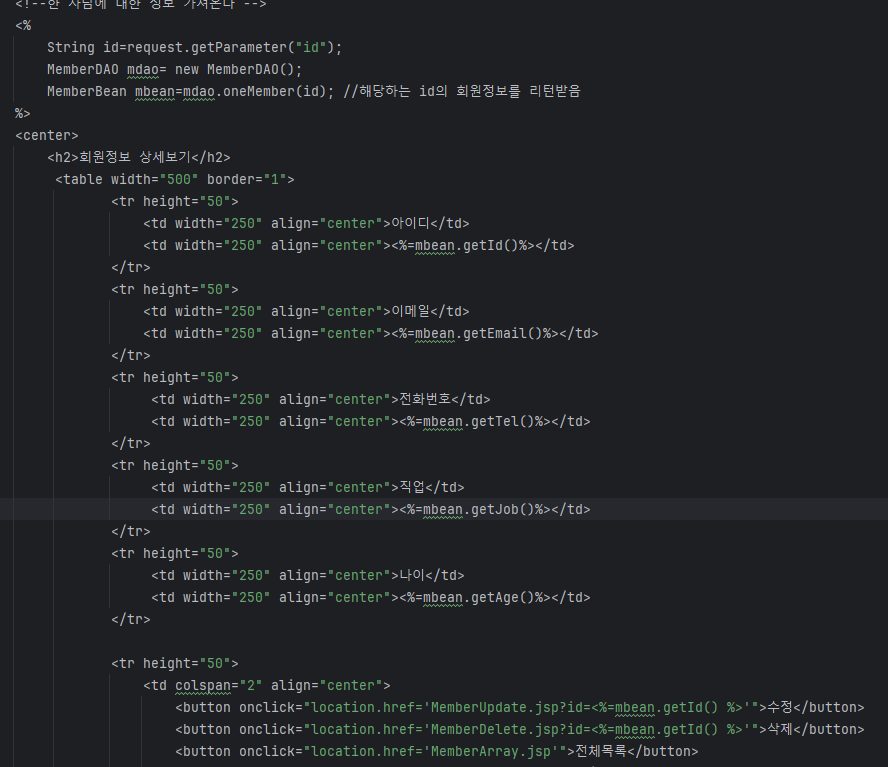 <!--한 사람에 대한 정보 가져온다 -->
<%
String id=request.getParameter("id");
MemberDAO mdao= new MemberDAO();
MemberBean mbean=mdao.oneMember(id); //해당하는 id의 회원정보를 리턴받음
%>
<center>
<h2>회원정보 상세보기</h2>
<table width="500" border="1">
<tr height="50">
<td width="250" align="center">아이디</td>
<td width="250" align="center"><%=mbean.getId()%></td>
</tr>
<tr height="50">
<td width="250" align="center">이메일</td>
<td width="250" align="center"><%=mbean.getEmail()%></td>
</tr>
<tr height="50">
<td width="250" align="center">전화번호</td>
<td width="250" align="center"><%=mbean.getTel()%></td>
</tr>
<tr height="50">
<td width="250" align="center">직업</td>
<td width="250" align="center"><%=mbean.getJob()%></td>
</tr>
<tr height="50">
<td width="250" align="center">나이</td>
<td width="250" align="center"><%=mbean.getAge()%></td>
</tr>
<tr height="50">
<td colspan="2" align="center">
<button onclick="location.href='MemberUpdate.jsp?id=<%=mbean.getId() %>'">수정</button>
<button onclick="location.href='MemberDelete.jsp?id=<%=mbean.getId() %>'">삭제</button>
<button onclick="location.href='MemberArray.jsp'">전체목록</button>